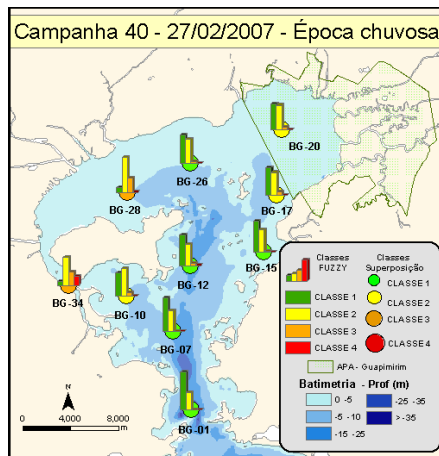 Campanha 40 - 27/02/2007 - Época chuvosa
BG-20
BG-26
BG-28
BG-17
BG-15
BG-12
BG-34
BG-10
BG-07
BG-01
N
4,000
0
4,000
8,000
Classes
FUZZY
Classes
Superposição
CLASSE 1
CLASSE 2
CLASSE 3
CLASSE 4
CLASSE 1
CLASSE 2
CLASSE 3
CLASSE 4
APA - Guapimirim
Batimetria - Prof (m)
0 -5
-5 -10
-15 -25
-25 -35
>-35